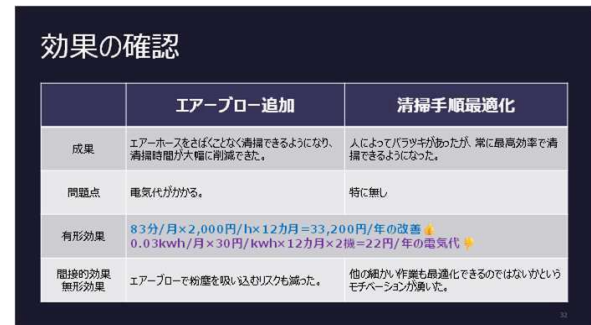 効果の確認
エアーブロー追加 清掃手順最適化
成果 エアーホースをさばくことなく清掃できるようになり、 人によってバラツキがあったが、常に最高効率で清
清掃時間が大幅に削減できた。 掃できるようになった。
問題点 電気代がかかる。 特に無し
有形効果 83分/月×2,000円/h×12カ月=33,200円/年の改善👍
0.03kwh/月×30円/kwh×12カ月×2機=22円/年の電気代👎
間接的効果 エアーブローで粉塵を吸い込むリスクも減った。 他の細かい作業も最適化できるのではないかという
無形効果 モチベーションが湧いた。
32